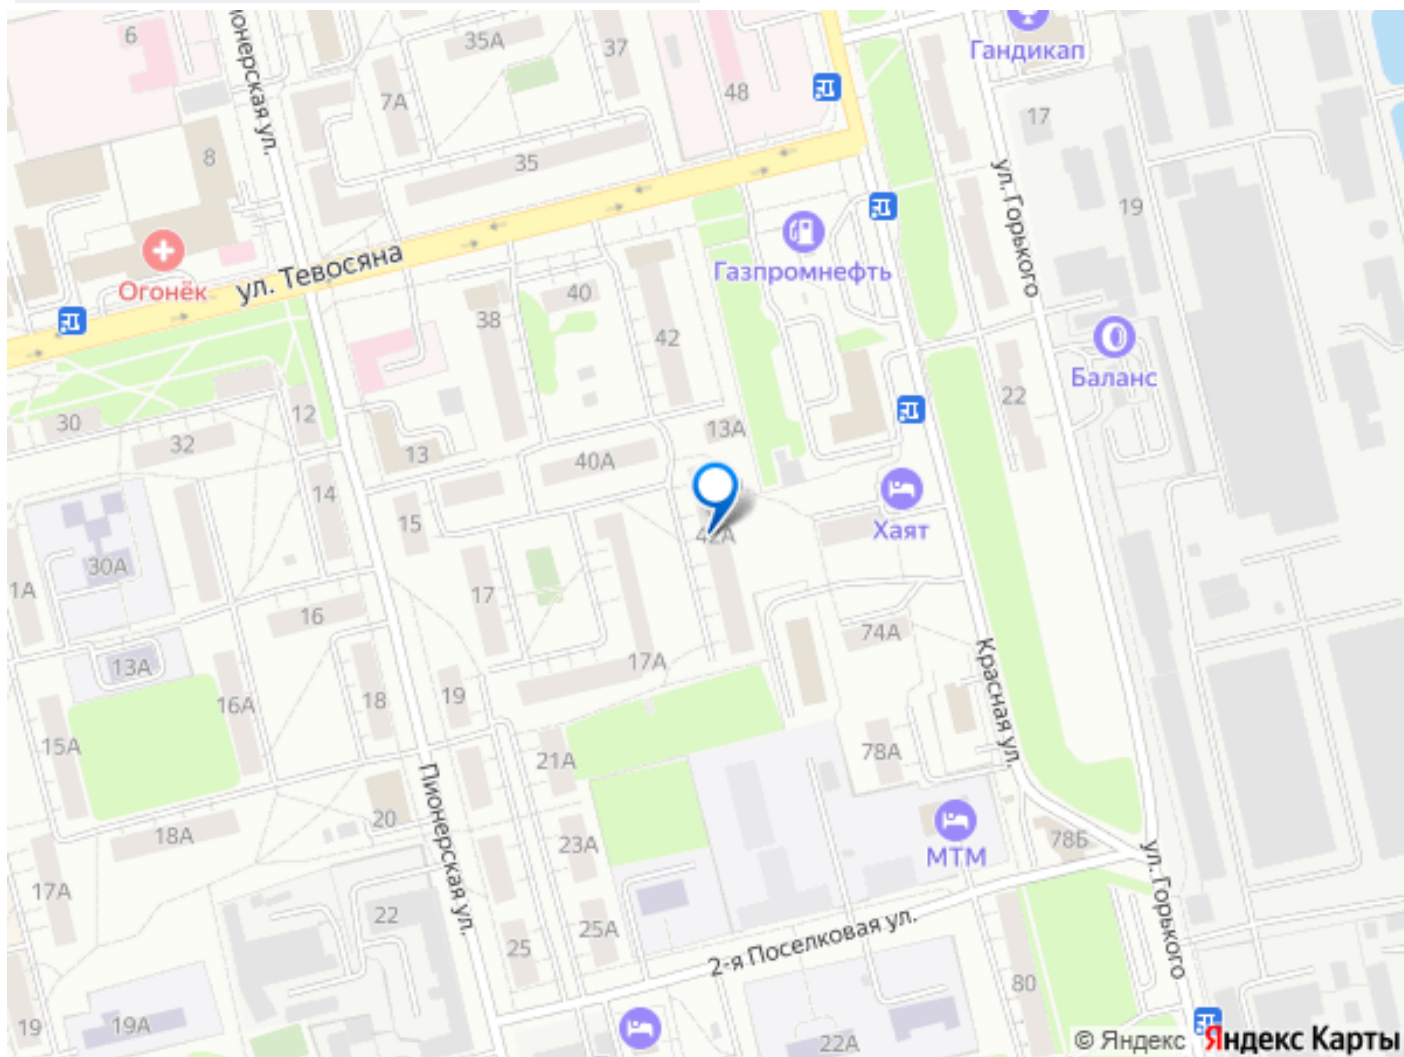 6
Пионерская ул.
35А
37
Гандикап
7А
48
17
8
35
ул. Горького
19
Огонёк
ул. Тевосяна
Газпромнефть
40
38
42
Баланс
22
30
12
32
13А
13
40А
14
15
Хаят
42А
30А
1А
17
16
74А
13А
17А
Красная ул.
19
18
16А
15А
21А
78А
Пионерская ул.
20
18А
23А
МТМ
78Б
ул. Горького
17А
22
25А
25
2-я Поселковая ул.
80
19
19А
22А
© Яндекс Яндекс Карты